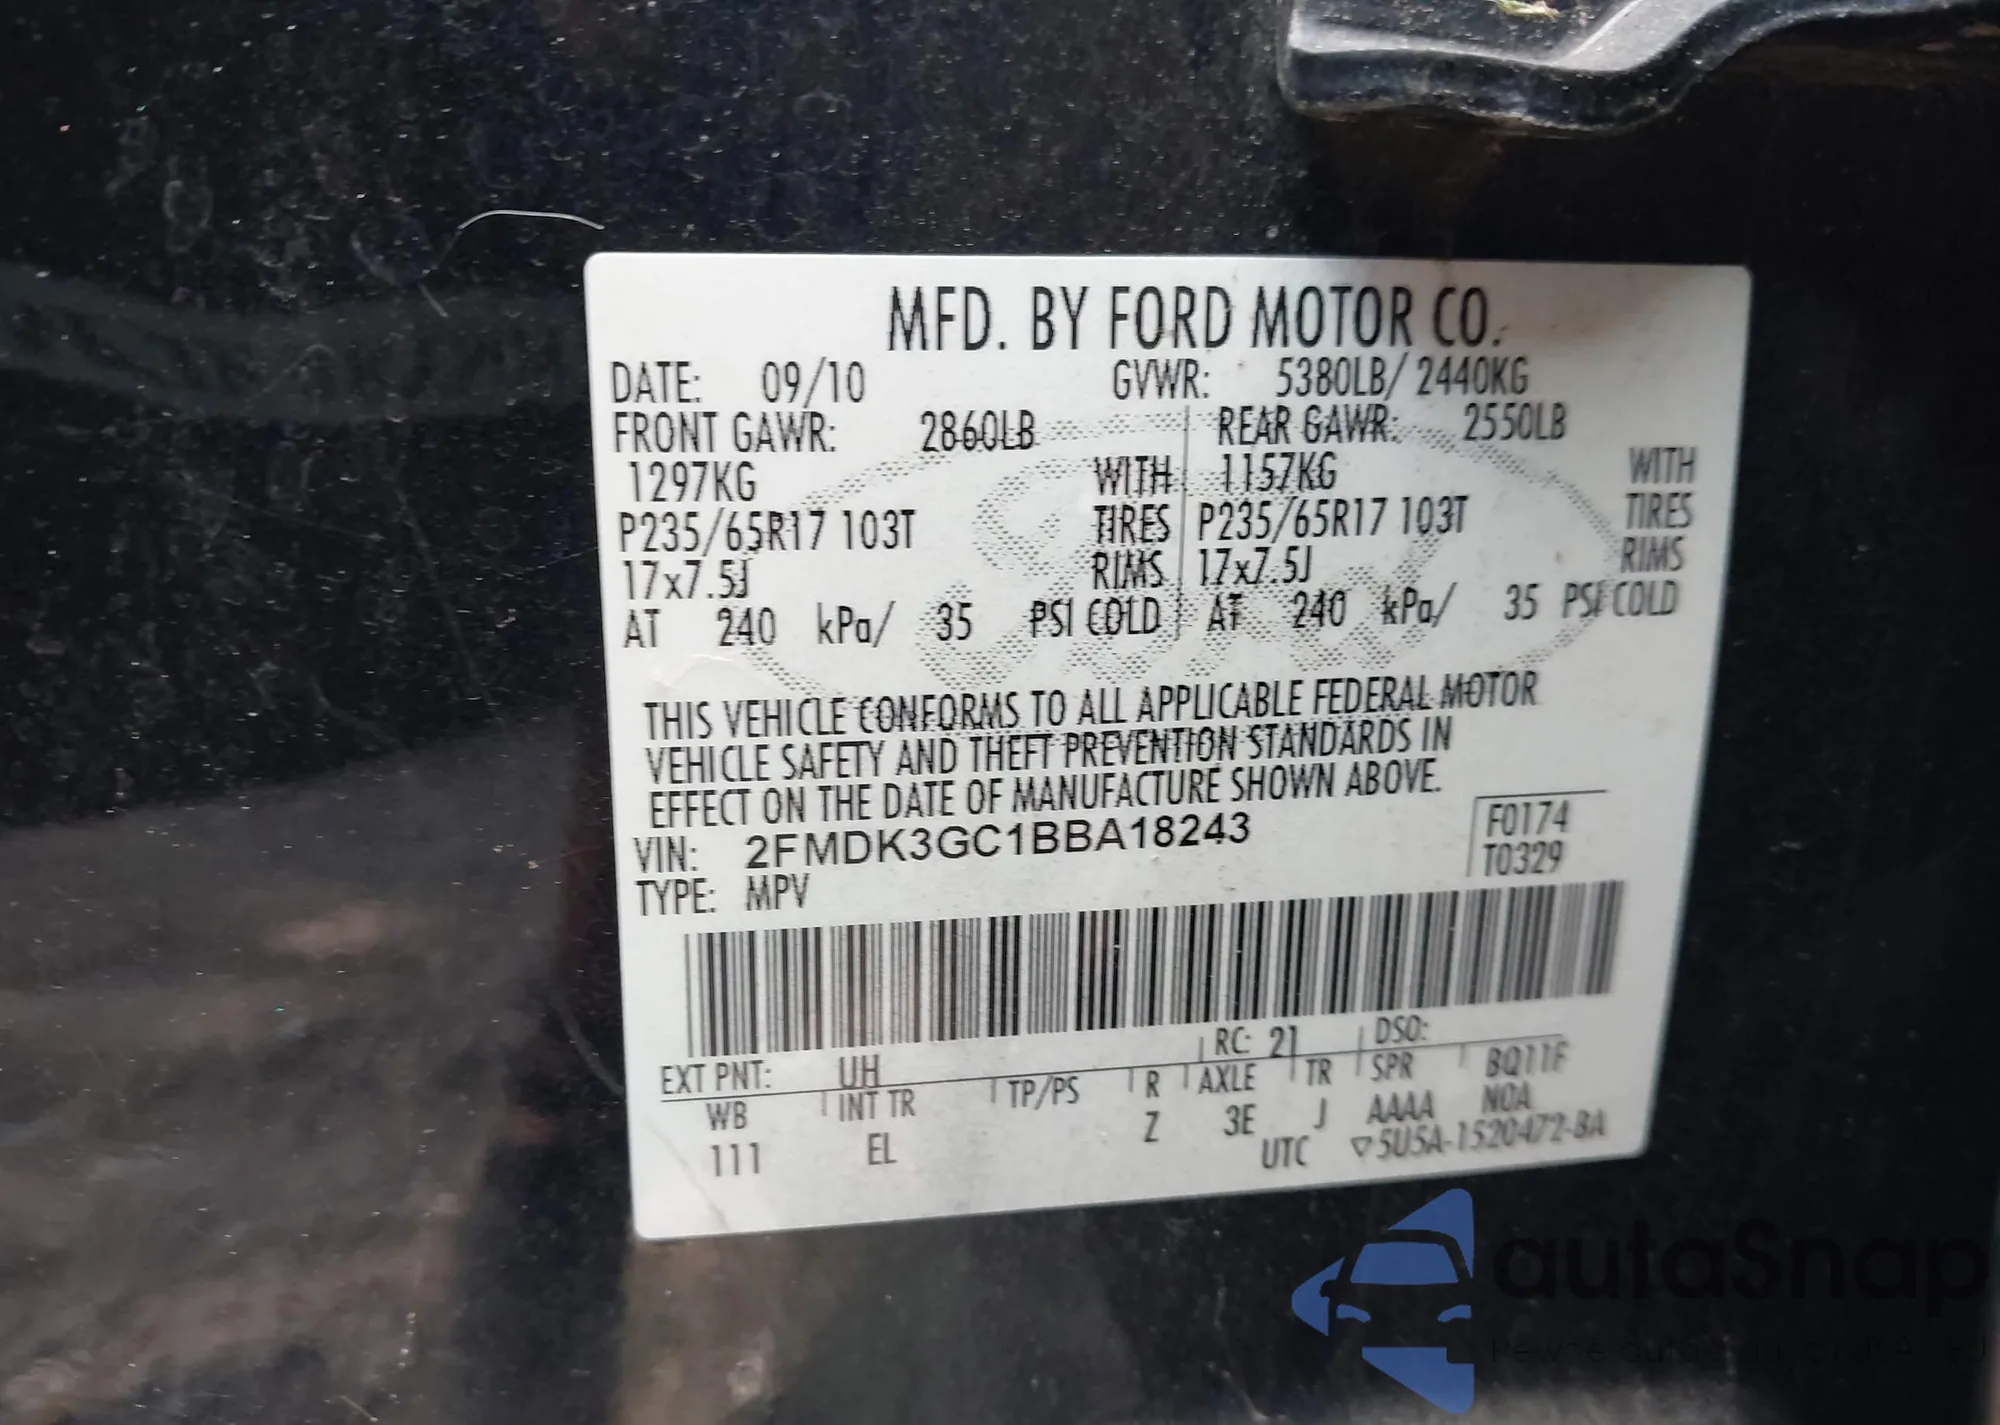 MFD. BY FORD MOTOR CO.
DATE: 09/10 GVWR: 5380LB/ 2440KG
FRONT GAWR: 2860LB REAR GAWR: 2550LB
1297KG WITH 1157KG WITH
P235/65R17 103T TIRES P235/65R17 103T TIRES
17x7.5J RIMS 17x7.5J RIMS
AT 240 kPa/ 35 PSI COLD AT 240 kPa/ 35 PSI COLD
THIS VEHICLE CONFORMS TO ALL APPLICABLE FEDERAL MOTOR
VEHICLE SAFETY AND THEFT PREVENTION STANDARDS IN
EFFECT ON THE DATE OF MANUFACTURE SHOWN ABOVE.
VIN: 2FMDK3GC1BBA18243 F0174
TYPE: MPV T0329
EXT PNT: UH RC: 21 DSO:
WB INT TR TP/PS R AXLE TR SPR BQ11F
111 EL Z 3E J AAAA NOA
UTC ▽5U5A-1520472-BA
autaSnap